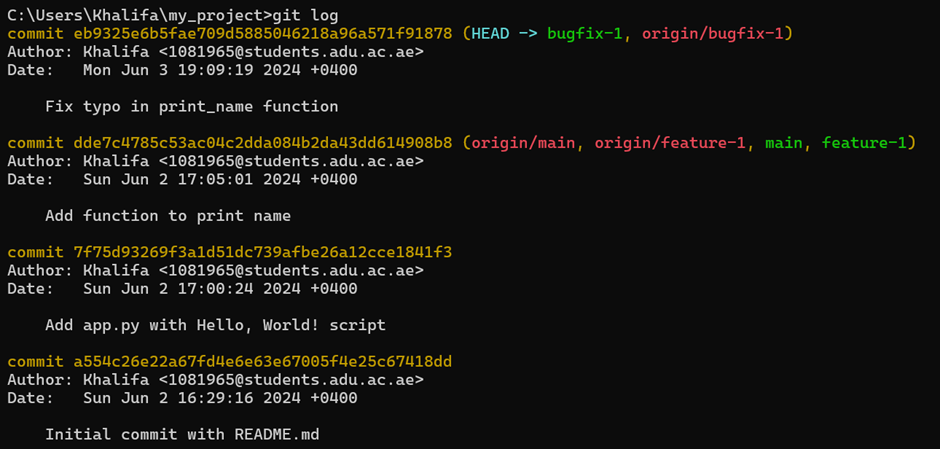 C:\Users\Khalifa\my_project>git log
commit eb9325e6b5fae709d5885046218a96a571f91878 (HEAD -> bugfix-1, origin/bugfix-1)
Author: Khalifa <1081965@students.adu.ac.ae>
Date:   Mon Jun 3 19:09:19 2024 +0400

    Fix typo in print_name function

commit dde7c4785c53ac04c2dda084b2da43dd614908b8 (origin/main, origin/feature-1, main, feature-1)
Author: Khalifa <1081965@students.adu.ac.ae>
Date:   Sun Jun 2 17:05:01 2024 +0400

    Add function to print name

commit 7f75d93269f3a1d51dc739afbe26a12cce1841f3
Author: Khalifa <1081965@students.adu.ac.ae>
Date:   Sun Jun 2 17:00:24 2024 +0400

    Add app.py with Hello, World! script

commit a554c26e22a67fd4e6e63e67005f4e25c67418dd
Author: Khalifa <1081965@students.adu.ac.ae>
Date:   Sun Jun 2 16:29:16 2024 +0400

    Initial commit with README.md